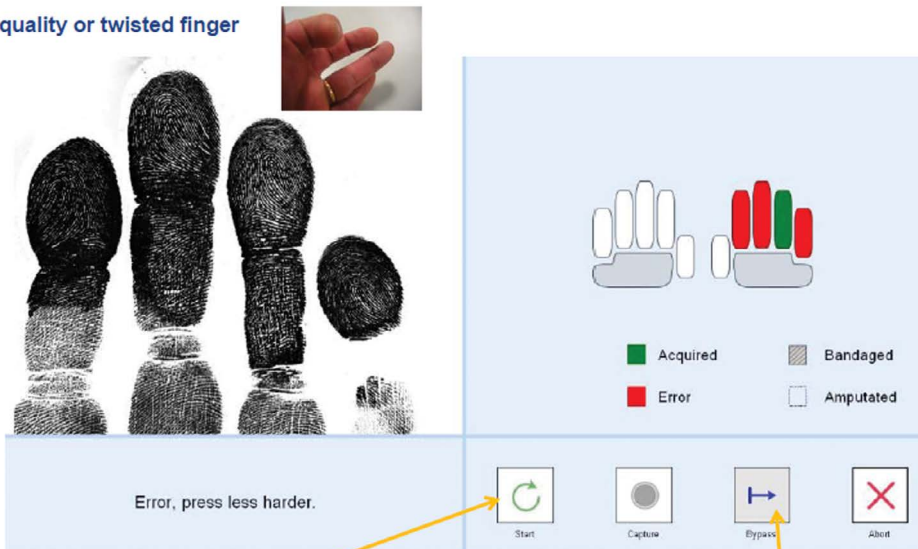 quality or twisted finger
Acquired
Bandaged
Error
Amputated
Error, press less harder.
Start
Capture
Bypass
Abort